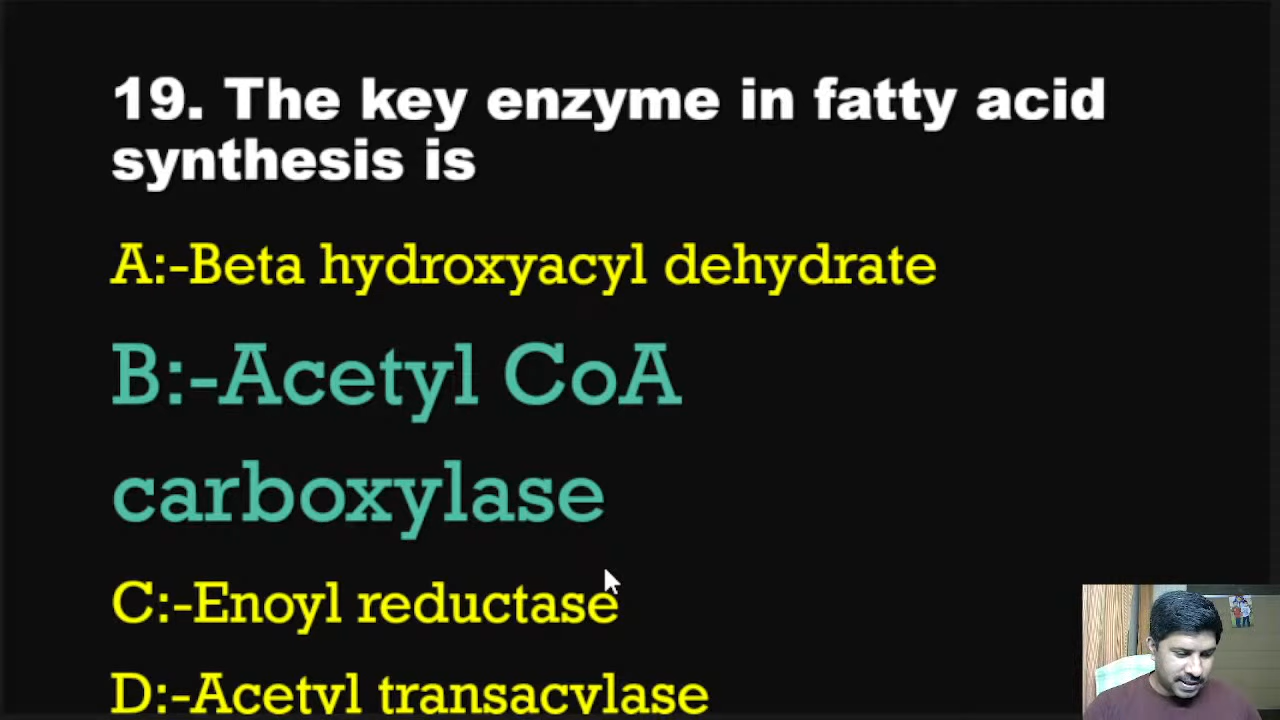 19. The key enzyme in fatty acid
synthesis is
A:-Beta hydroxyacyl dehydrate
B:-Acetyl CoA
carboxylase
C:-Enoyl reductase
D:-Acetyl transacylase